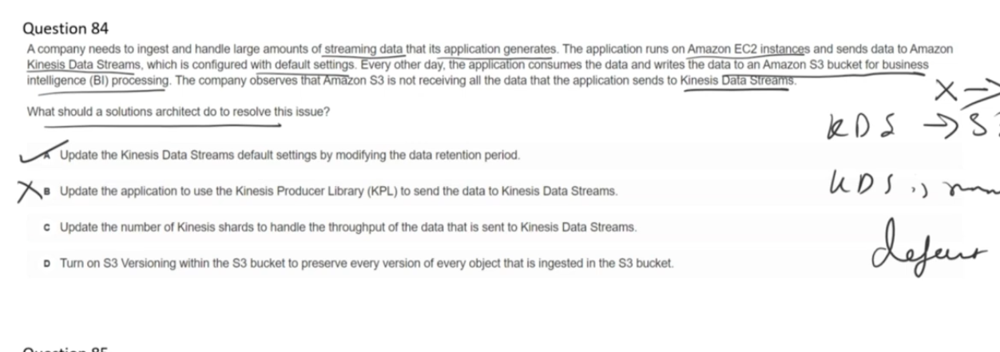 Question 84
A company needs to ingest and handle large amounts of streaming data that its application generates. The application runs on Amazon EC2 instances and sends data to Amazon
Kinesis Data Streams, which is configured with default settings. Every other day, the application consumes the data and writes the data to an Amazon S3 bucket for business
intelligence (BI) processing. The company observes that Amazon S3 is not receiving all the data that the application sends to Kinesis Data Streams.
What should a solutions architect do to resolve this issue?
X →
KDS → S
A Update the Kinesis Data Streams default settings by modifying the data retention period.
B Update the application to use the Kinesis Producer Library (KPL) to send the data to Kinesis Data Streams.
KDS
C Update the number of Kinesis shards to handle the throughput of the data that is sent to Kinesis Data Streams.
D Turn on S3 Versioning within the S3 bucket to preserve every version of every object that is ingested in the S3 bucket.